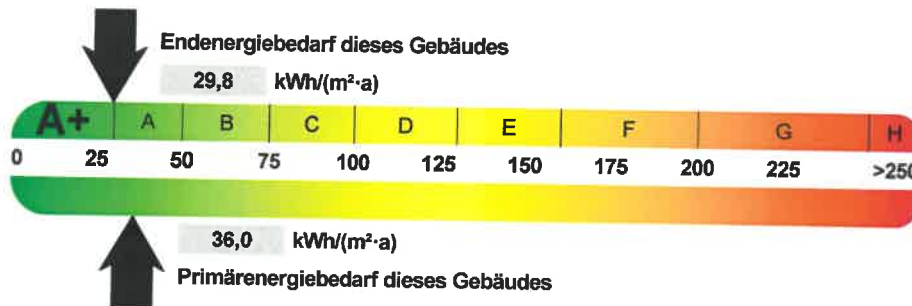 Endenergiebedarf dieses Gebäudes
29,8 kWh/(m²·a)
A+ A B C D E F G H
0 25 50 75 100 125 150 175 200 225 >250
36,0 kWh/(m²·a)
Primärenergiebedarf dieses Gebäudes